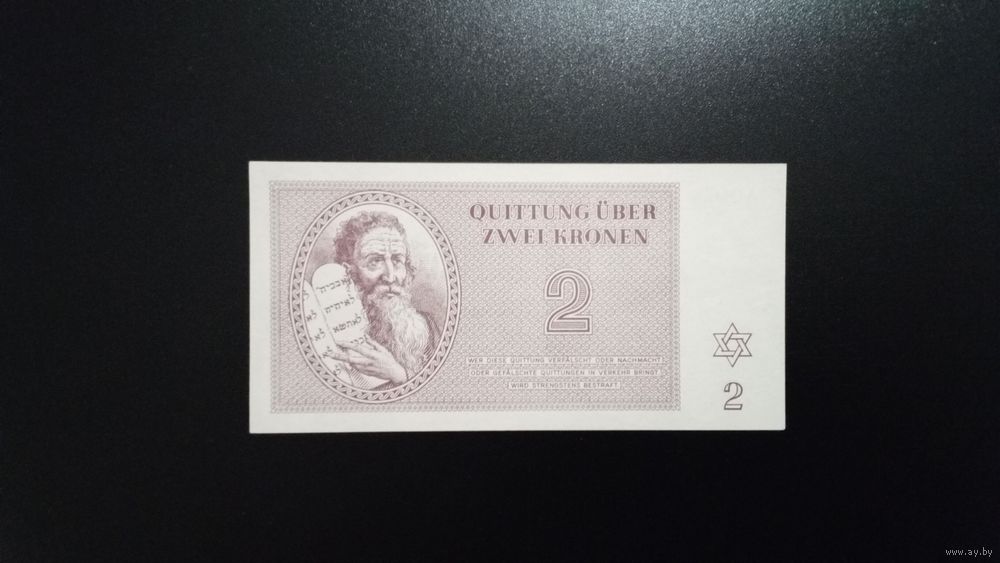 QUITTUNG ÜBER
ZWEI KRONEN
2
WER DIESE QUITTUNG VERFÄLSCHT ODER NACHMACHT
ODER GEFÄLSCHTE QUITTUNGEN IN VERKEHR BRINGT,
WIRD STRENGSTENS BESTRAFT
2
www.ay.by